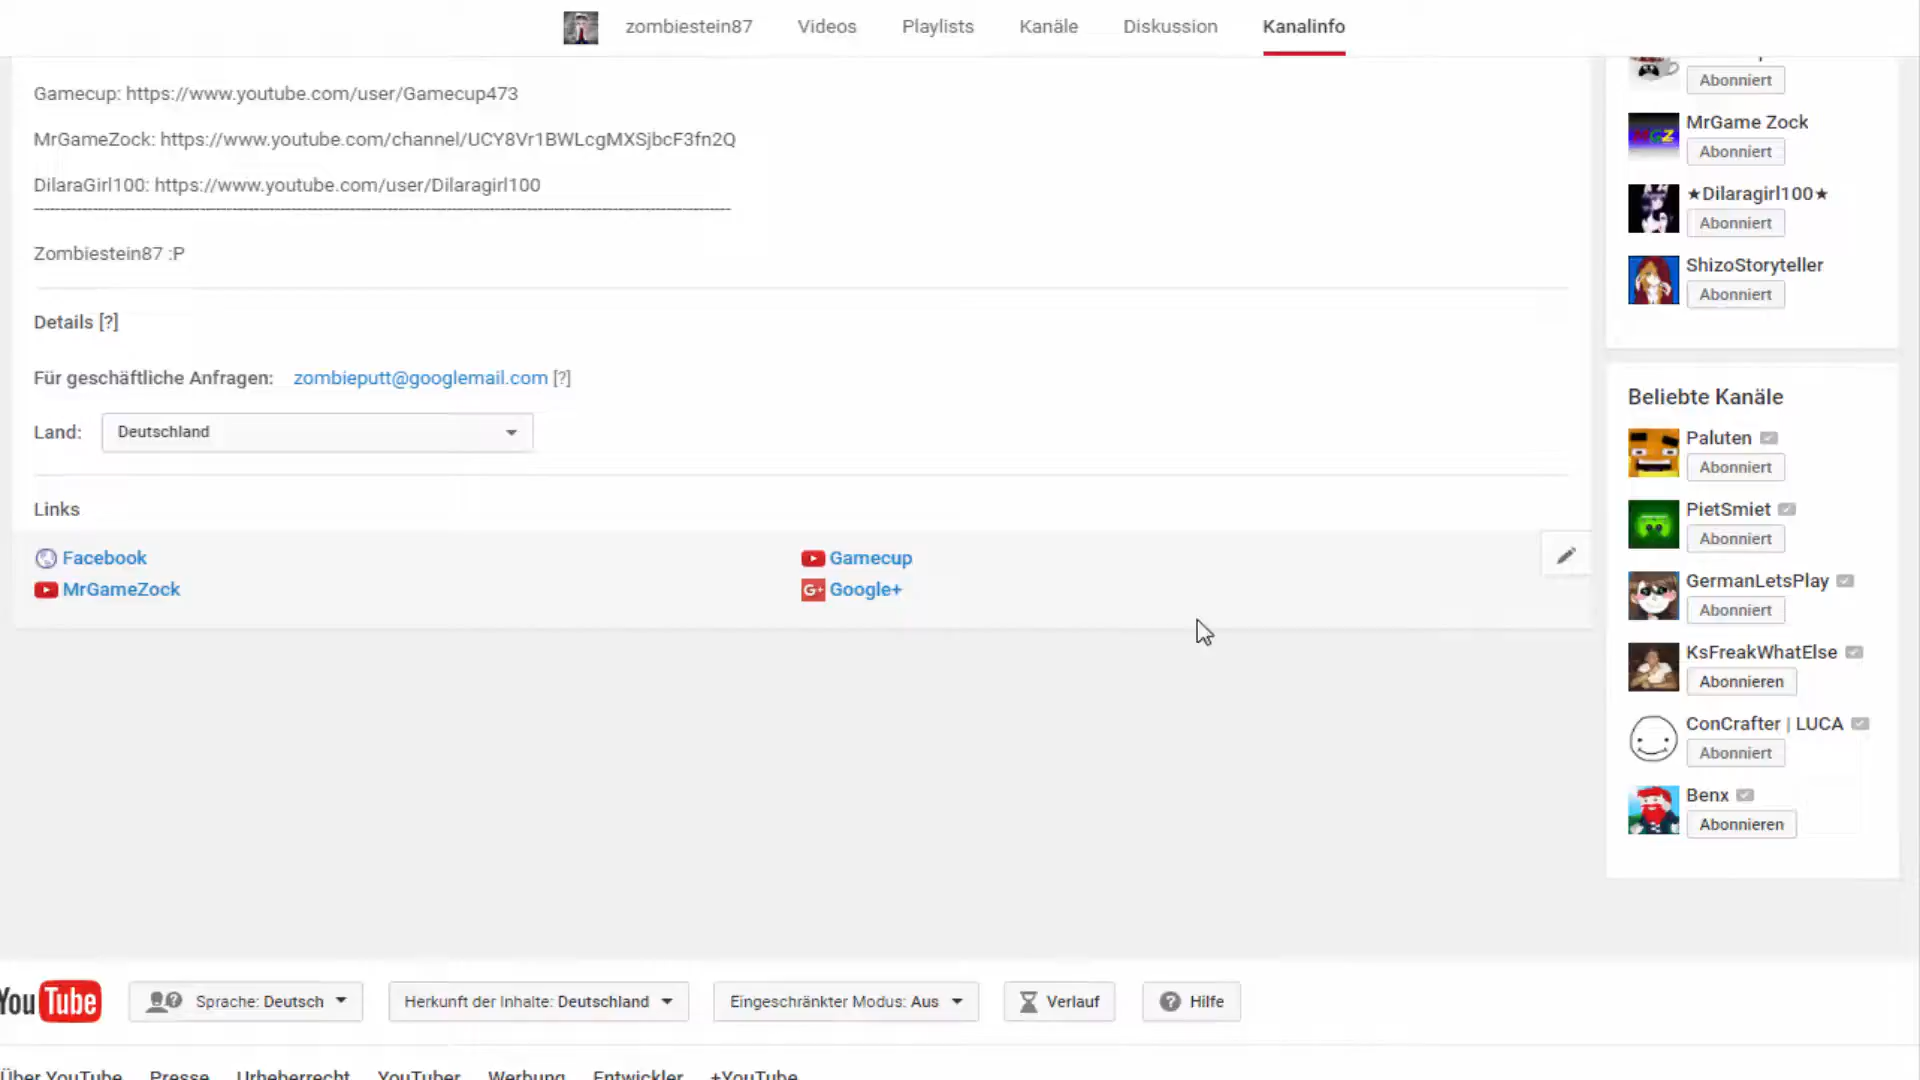 zombiestein87 Videos Playlists Kanäle Diskussion Kanalinfo
Gamecup: https://www.youtube.com/user/Gamecup473
MrGameZock: https://www.youtube.com/channel/UCY8Vr1BWLcgMXSjbcF3fn2Q
DilaraGirl100: https://www.youtube.com/user/Dilaragirl100
Zombiestein87 :P
Details [?]
Für geschäftliche Anfragen: zombieputt@googlemail.com [?]
Land: Deutschland
Links
Facebook
Gamecup
MrGameZock
Google+
Abonniert
MrGame Zock
Abonniert
★Dilaragirl100★
Abonniert
ShizoStoryteller
Abonniert
Beliebte Kanäle
Paluten
Abonniert
PietSmiet
Abonniert
GermanLetsPlay
Abonniert
KsFreakWhatElse
Abonnieren
ConCrafter | LUCA
Abonniert
Benx
Abonnieren
YouTube Sprache: Deutsch Herkunft der Inhalte: Deutschland Eingeschränkter Modus: Aus Verlauf Hilfe
Über YouTube Presse Urheberrecht YouTuber Werbung Entwickler +YouTube